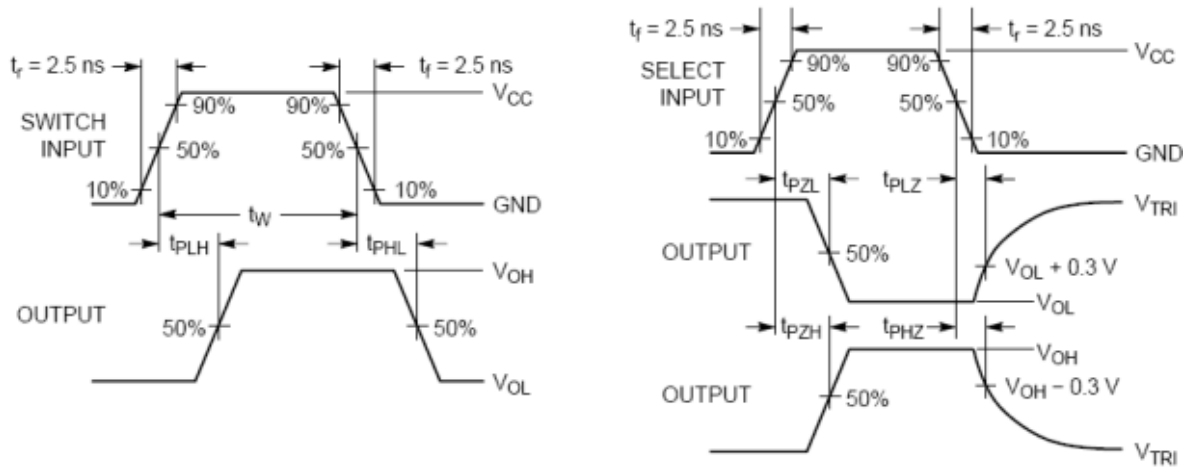 tr = 2.5 ns
tf = 2.5 ns
VCC
90%
90%
SWITCH
INPUT
50%
50%
10%
10%
GND
tW
tPLH
tPHL
VOH
OUTPUT
50%
50%
VOL
tf = 2.5 ns
tr = 2.5 ns
VCC
90%
90%
SELECT
INPUT
50%
50%
10%
10%
GND
tPZL
tPLZ
VTRI
OUTPUT
50%
VOL + 0.3 V
VOL
tPZH
tPHZ
VOH
OUTPUT
50%
VOH – 0.3 V
VTRI